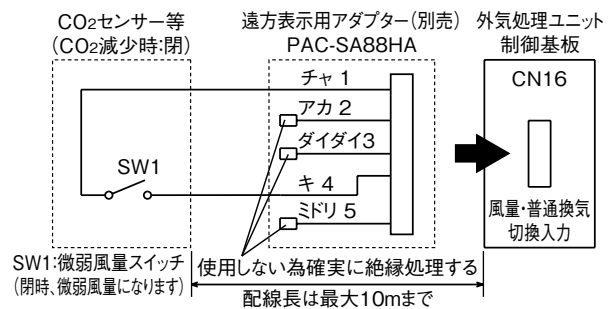 CO2センサー等
(CO2減少時:閉)
遠方表示用アダプター(別売)
PAC-SA88HA
外気処理ユニット
制御基板
チャ 1
アカ 2
ダイダイ3
キ 4
ミドリ 5
SW1
CN16
風量・普通換気
切換入力
SW1:微弱風量スイッチ
(閉時、微弱風量になります)
使用しない為確実に絶縁処理する
配線長は最大10mまで